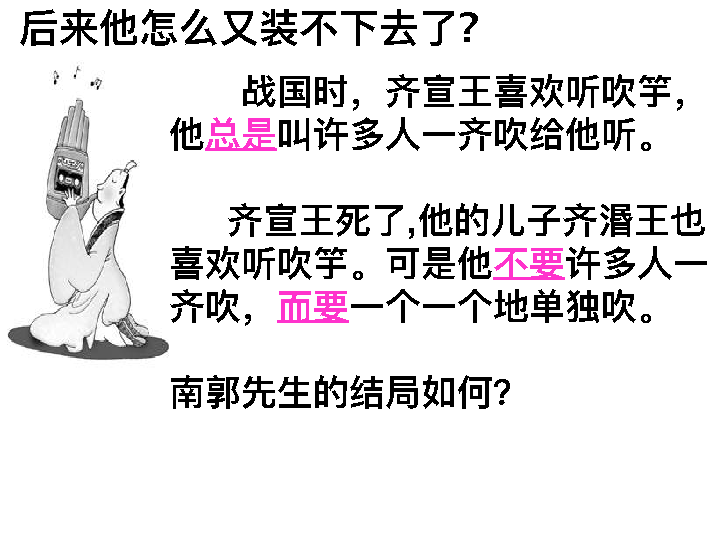 后来他怎么又装不下去了?
战国时，齐宣王喜欢听吹竽，
他总是叫许多人一齐吹给他听。
齐宣王死了,他的儿子齐湣王也
喜欢听吹竽。可是他不要许多人一
齐吹，而要一个一个地单独吹。
南郭先生的结局如何?